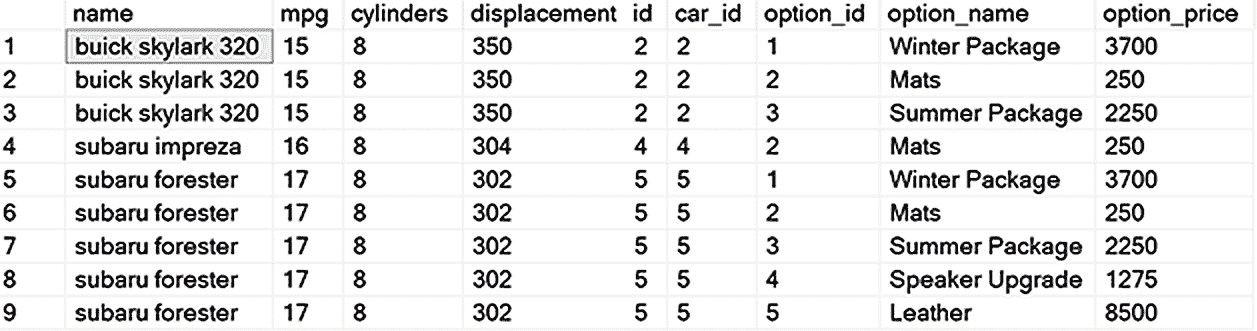 name mpg cylinders displacement id car_id option_id option_name option_price
1 buick skylark 320 15 8 350 2 2 1 Winter Package 3700
2 buick skylark 320 15 8 350 2 2 2 Mats 250
3 buick skylark 320 15 8 350 2 2 3 Summer Package 2250
4 subaru impreza 16 8 304 4 4 2 Mats 250
5 subaru forester 17 8 302 5 5 1 Winter Package 3700
6 subaru forester 17 8 302 5 5 2 Mats 250
7 subaru forester 17 8 302 5 5 3 Summer Package 2250
8 subaru forester 17 8 302 5 5 4 Speaker Upgrade 1275
9 subaru forester 17 8 302 5 5 5 Leather 8500